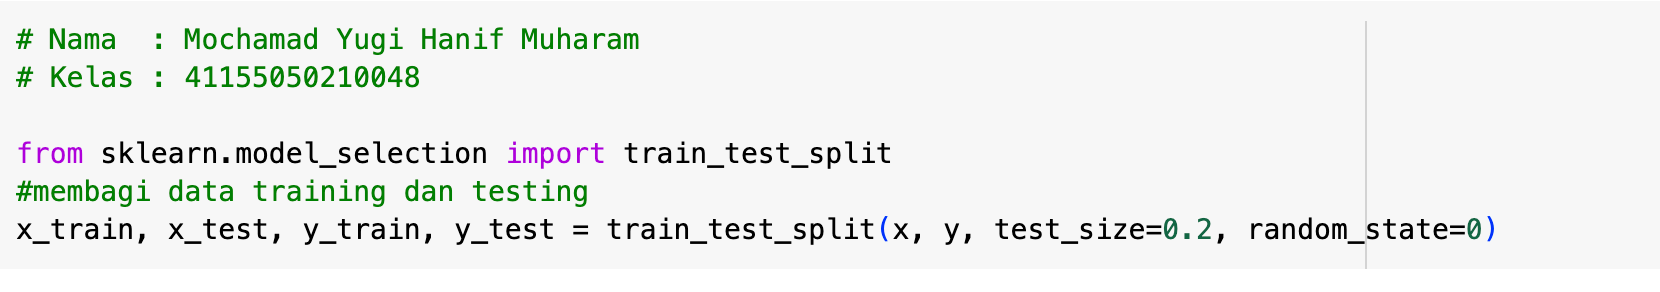 # Nama  : Mochamad Yugi Hanif Muharam
# Kelas : 41155050210048
from sklearn.model_selection import train_test_split
#membagi data training dan testing
x_train, x_test, y_train, y_test = train_test_split(x, y, test_size=0.2, random_state=0)